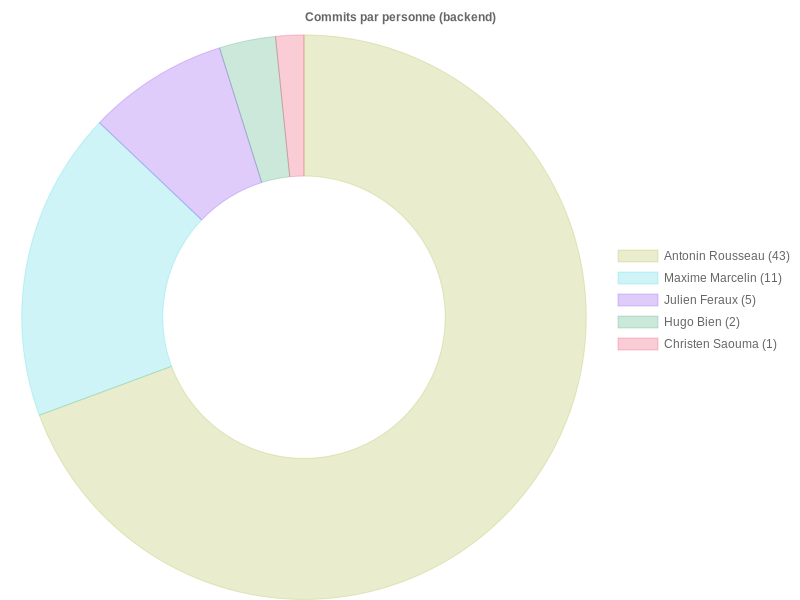 Commits par personne (backend)
Antonin Rousseau (43)
Maxime Marcelin (11)
Julien Feraux (5)
Hugo Bien (2)
Christen Saouma (1)